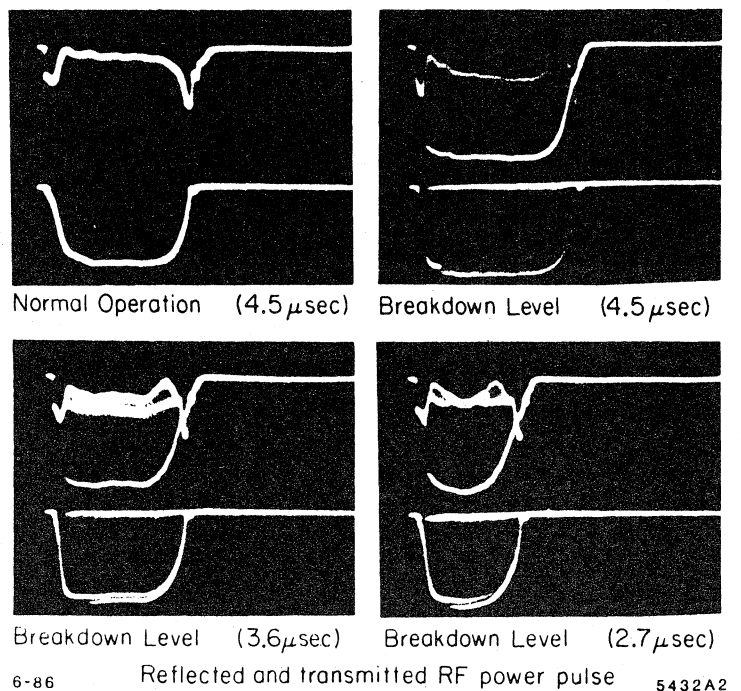 Normal Operation (4.5μsec)
Breakdown Level (4.5μsec)
Breakdown Level (3.6μsec)
Breakdown Level (2.7μsec)
Reflected and transmitted RF power pulse
6-86
5432A2